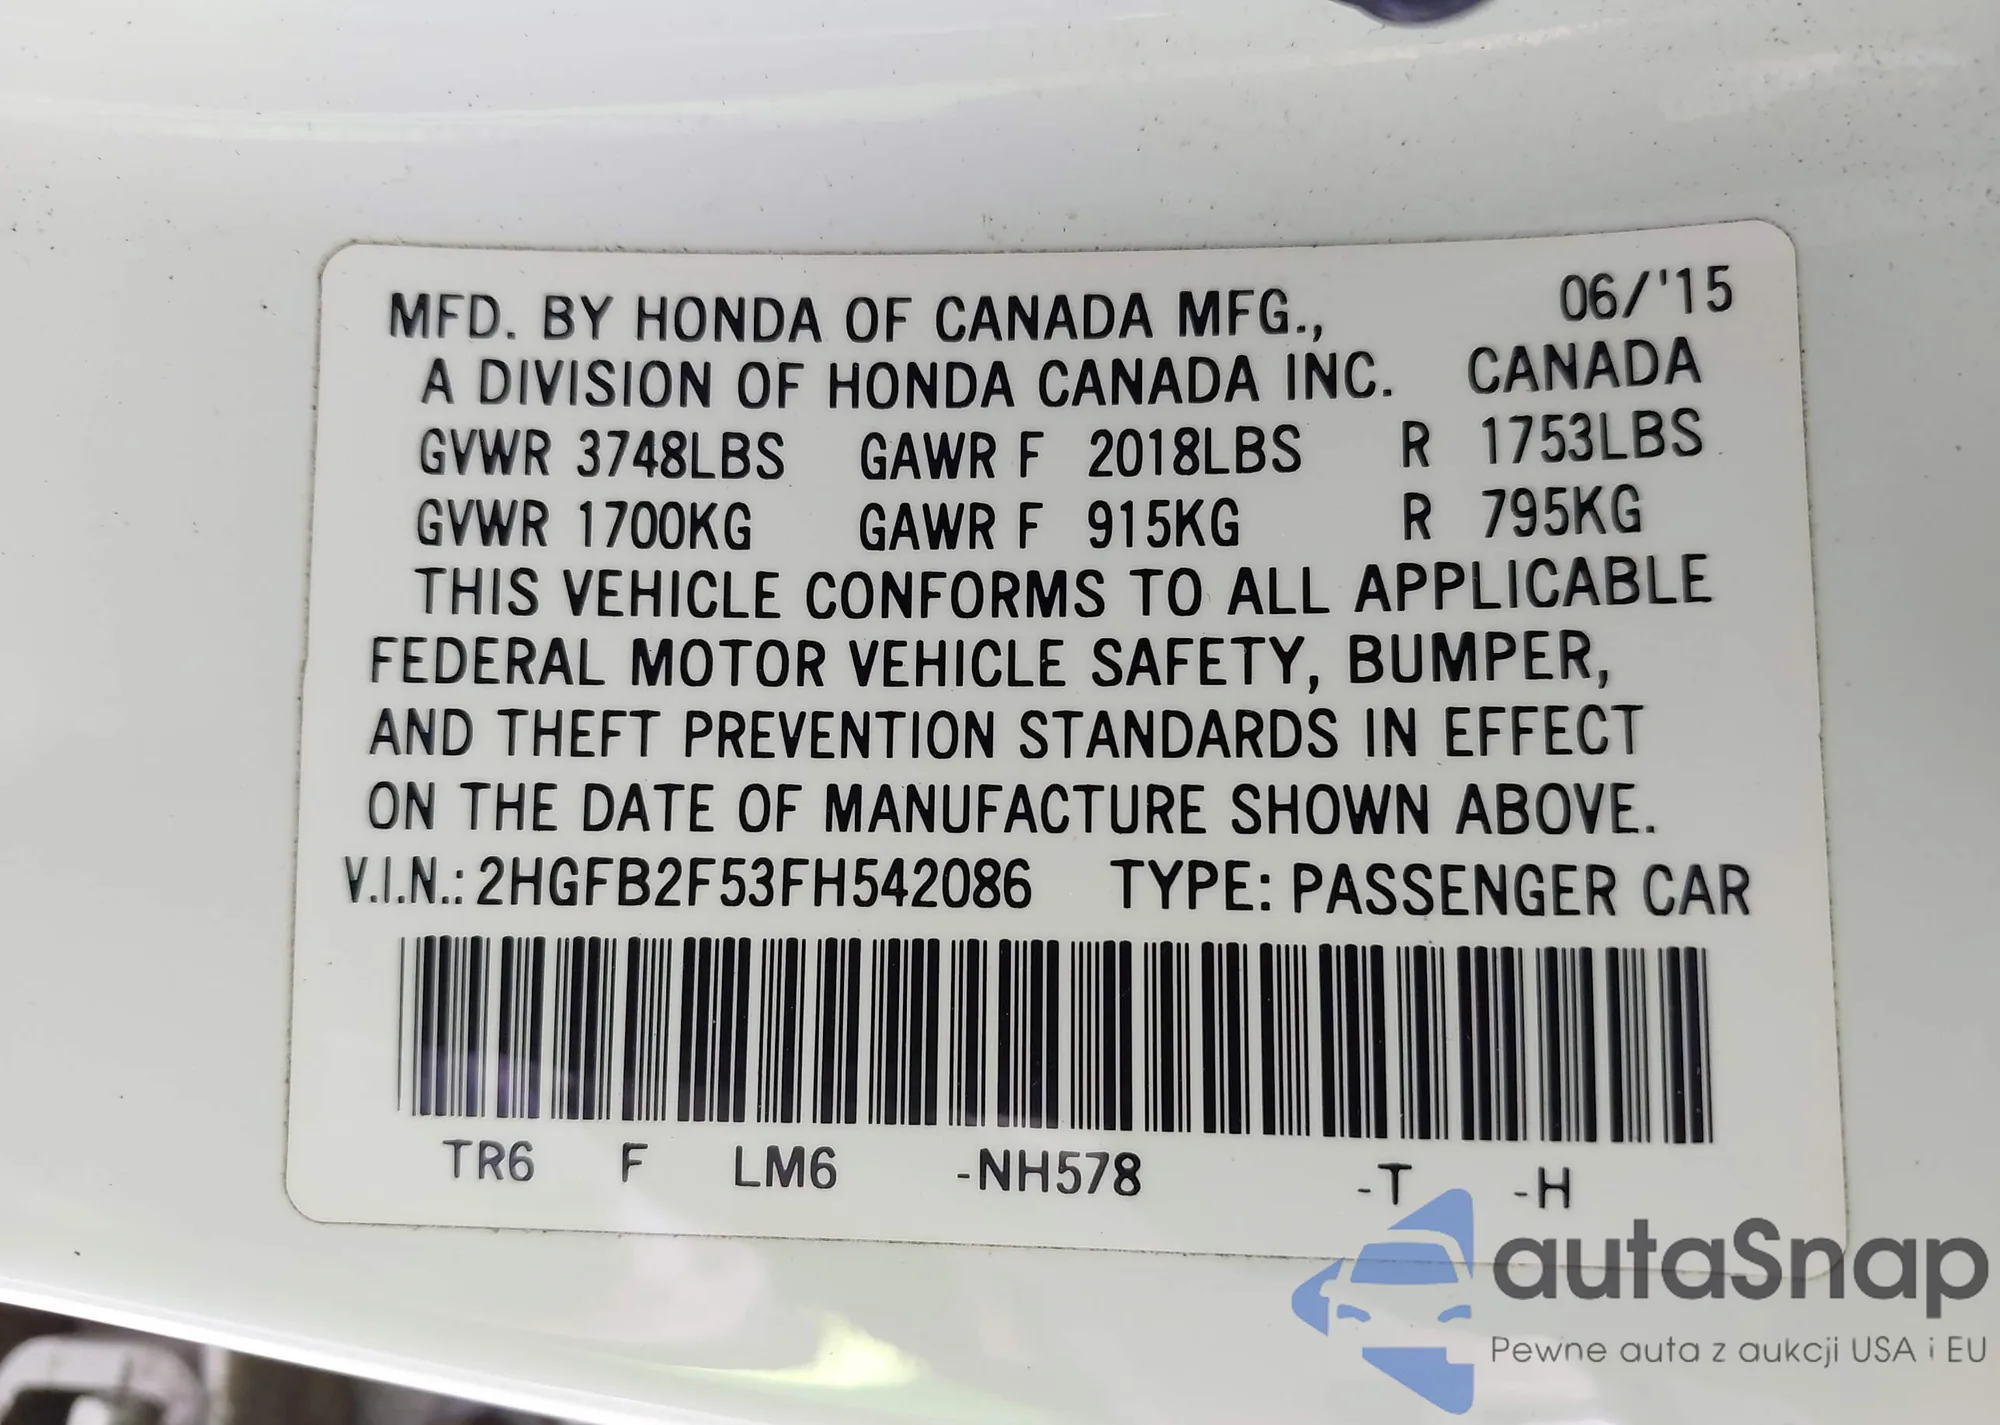 MFD. BY HONDA OF CANADA MFG., 06/'15
A DIVISION OF HONDA CANADA INC. CANADA
GVWR 3748LBS GAWR F 2018LBS R 1753LBS
GVWR 1700KG GAWR F 915KG R 795KG
THIS VEHICLE CONFORMS TO ALL APPLICABLE
FEDERAL MOTOR VEHICLE SAFETY, BUMPER,
AND THEFT PREVENTION STANDARDS IN EFFECT
ON THE DATE OF MANUFACTURE SHOWN ABOVE.
V.I.N.: 2HGFB2F53FH542086 TYPE: PASSENGER CAR
TR6 F LM6 -NH578 -T -H
autaSnap
Pewne auta z aukcji USA i EU